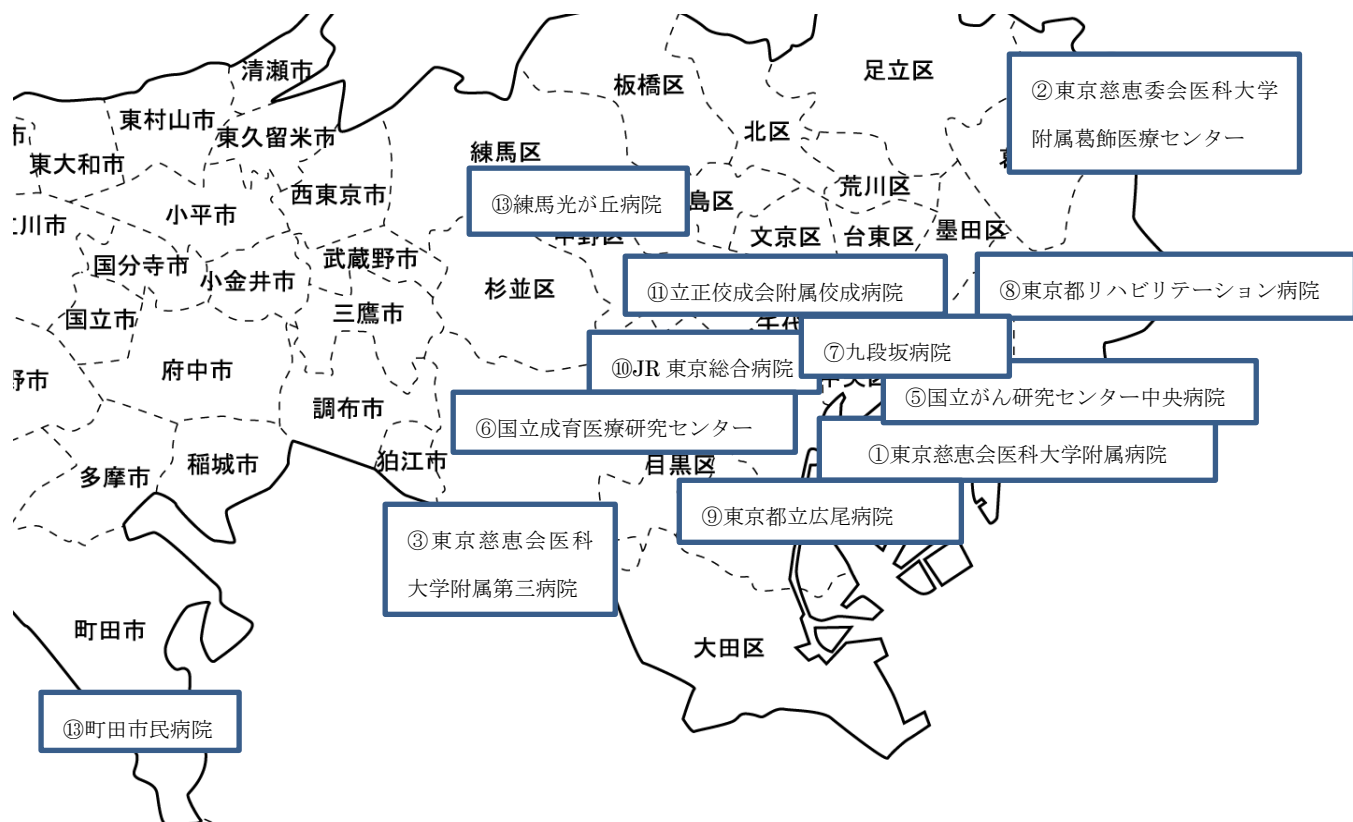 清瀬市
板橋区
足立区
②東京慈恵委会医科大学
附属葛飾医療センター
東村山市
東久留米市
北区
市
東大和市
練馬区
西東京市
⑬練馬光が丘病院
島区
荒川区
小平市
川市
文京区
台東区
墨田区
武蔵野市
国分寺市
小金井市
杉並区
⑪立正佼成会附属佼成病院
⑧東京都リハビリテーション病院
三鷹市
国立市
千代
⑦九段坂病院
府中市
⑩JR 東京総合病院
野市
⑤国立がん研究センター中央病院
調布市
⑥国立成育医療研究センター
①東京慈恵会医科大学附属病院
狛江市
稲城市
多摩市
目黒区
⑨東京都立広尾病院
③東京慈恵会医科
大学附属第三病院
町田市
大田区
⑬町田市民病院